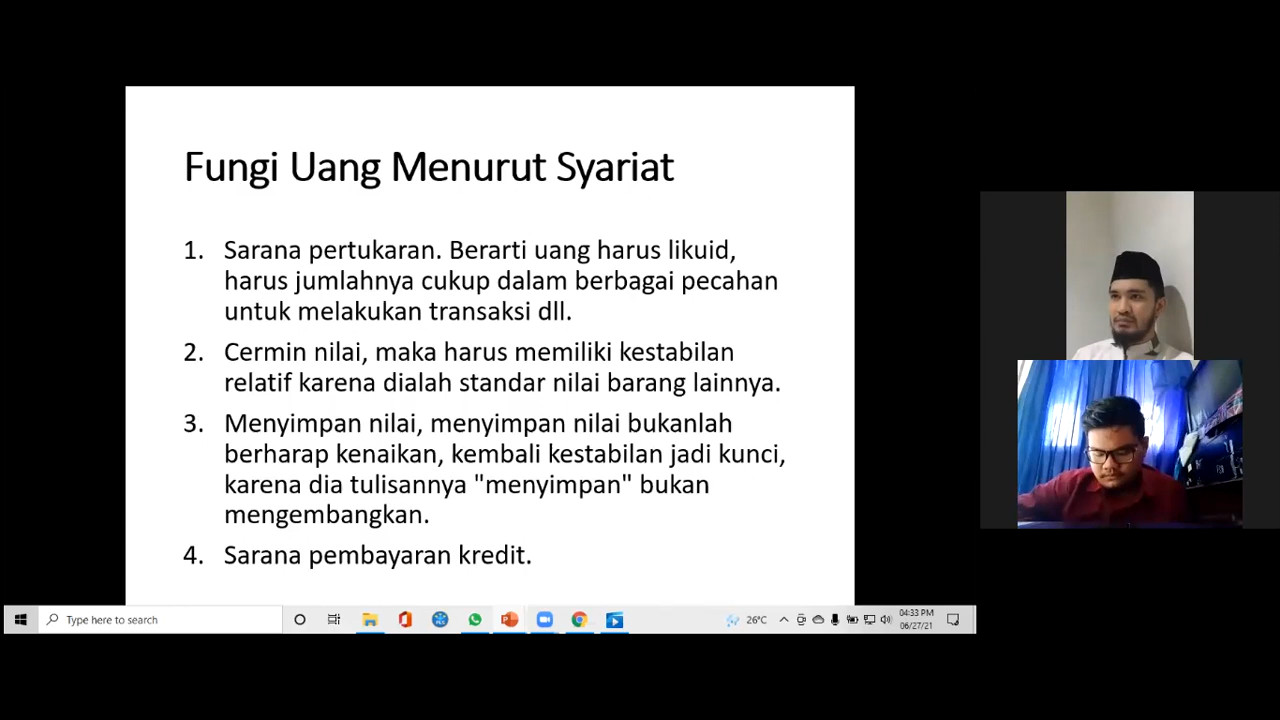 Fungi Uang Menurut Syariat
1. Sarana pertukaran. Berarti uang harus likuid,
harus jumlahnya cukup dalam berbagai pecahan
untuk melakukan transaksi dll.
2. Cermin nilai, maka harus memiliki kestabilan
relatif karena dialah standar nilai barang lainnya.
3. Menyimpan nilai, menyimpan nilai bukanlah
berharap kenaikan, kembali kestabilan jadi kunci,
karena dia tulisannya "menyimpan" bukan
mengembangkan.
4. Sarana pembayaran kredit.
Type here to search
26°C
04:33 PM
06/27/21